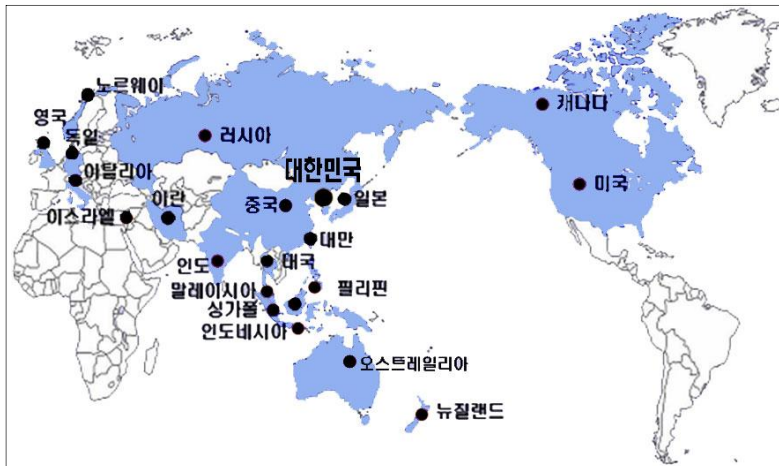 노르웨이
영국
독일
러시아
캐나다
이탈리아
대한민국
미국
이란
중국
일본
이스라엘
대만
인도
태국
말레이시아
필리핀
싱가폴
인도네시아
오스트레일리아
뉴질랜드